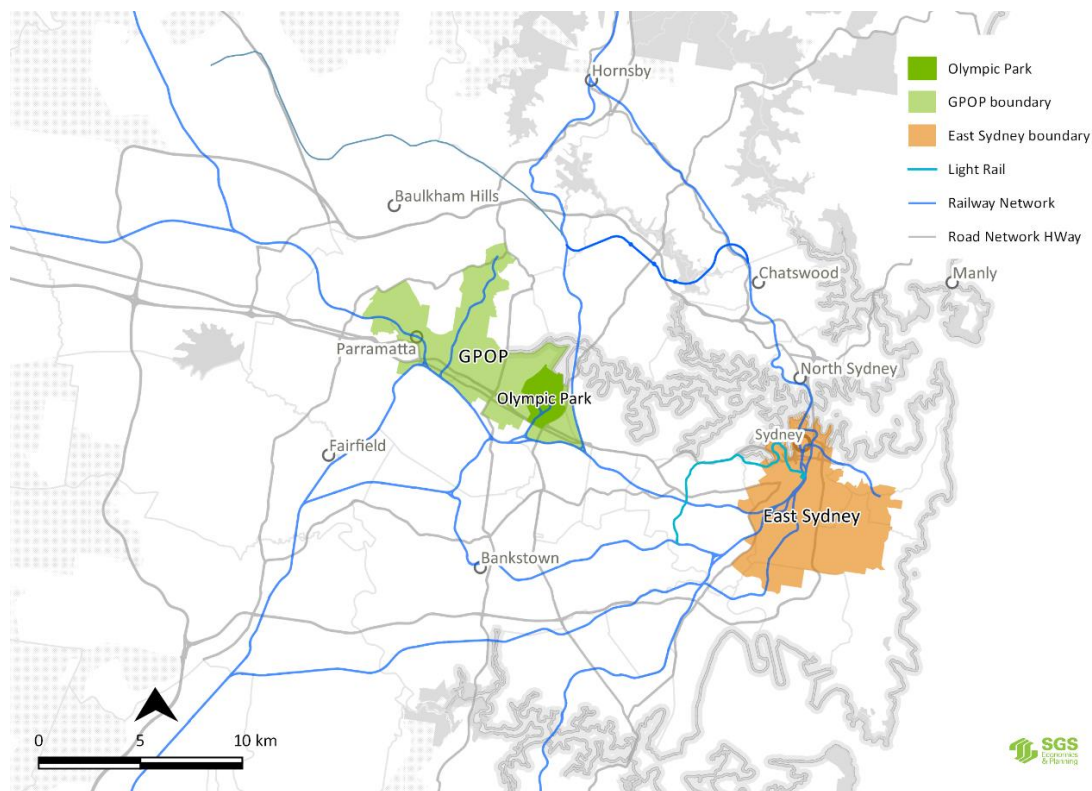 Hornsby
Olympic Park
GPOP boundary
East Sydney boundary
Light Rail
Railway Network
Road Network HWay
Baulkham Hills
Chatswood
Manly
Parramatta
GPOP
North Sydney
Olympic Park
Sydney
Fairfield
East Sydney
Bankstown
0 5 10 km
SGS
Economics
& Planning